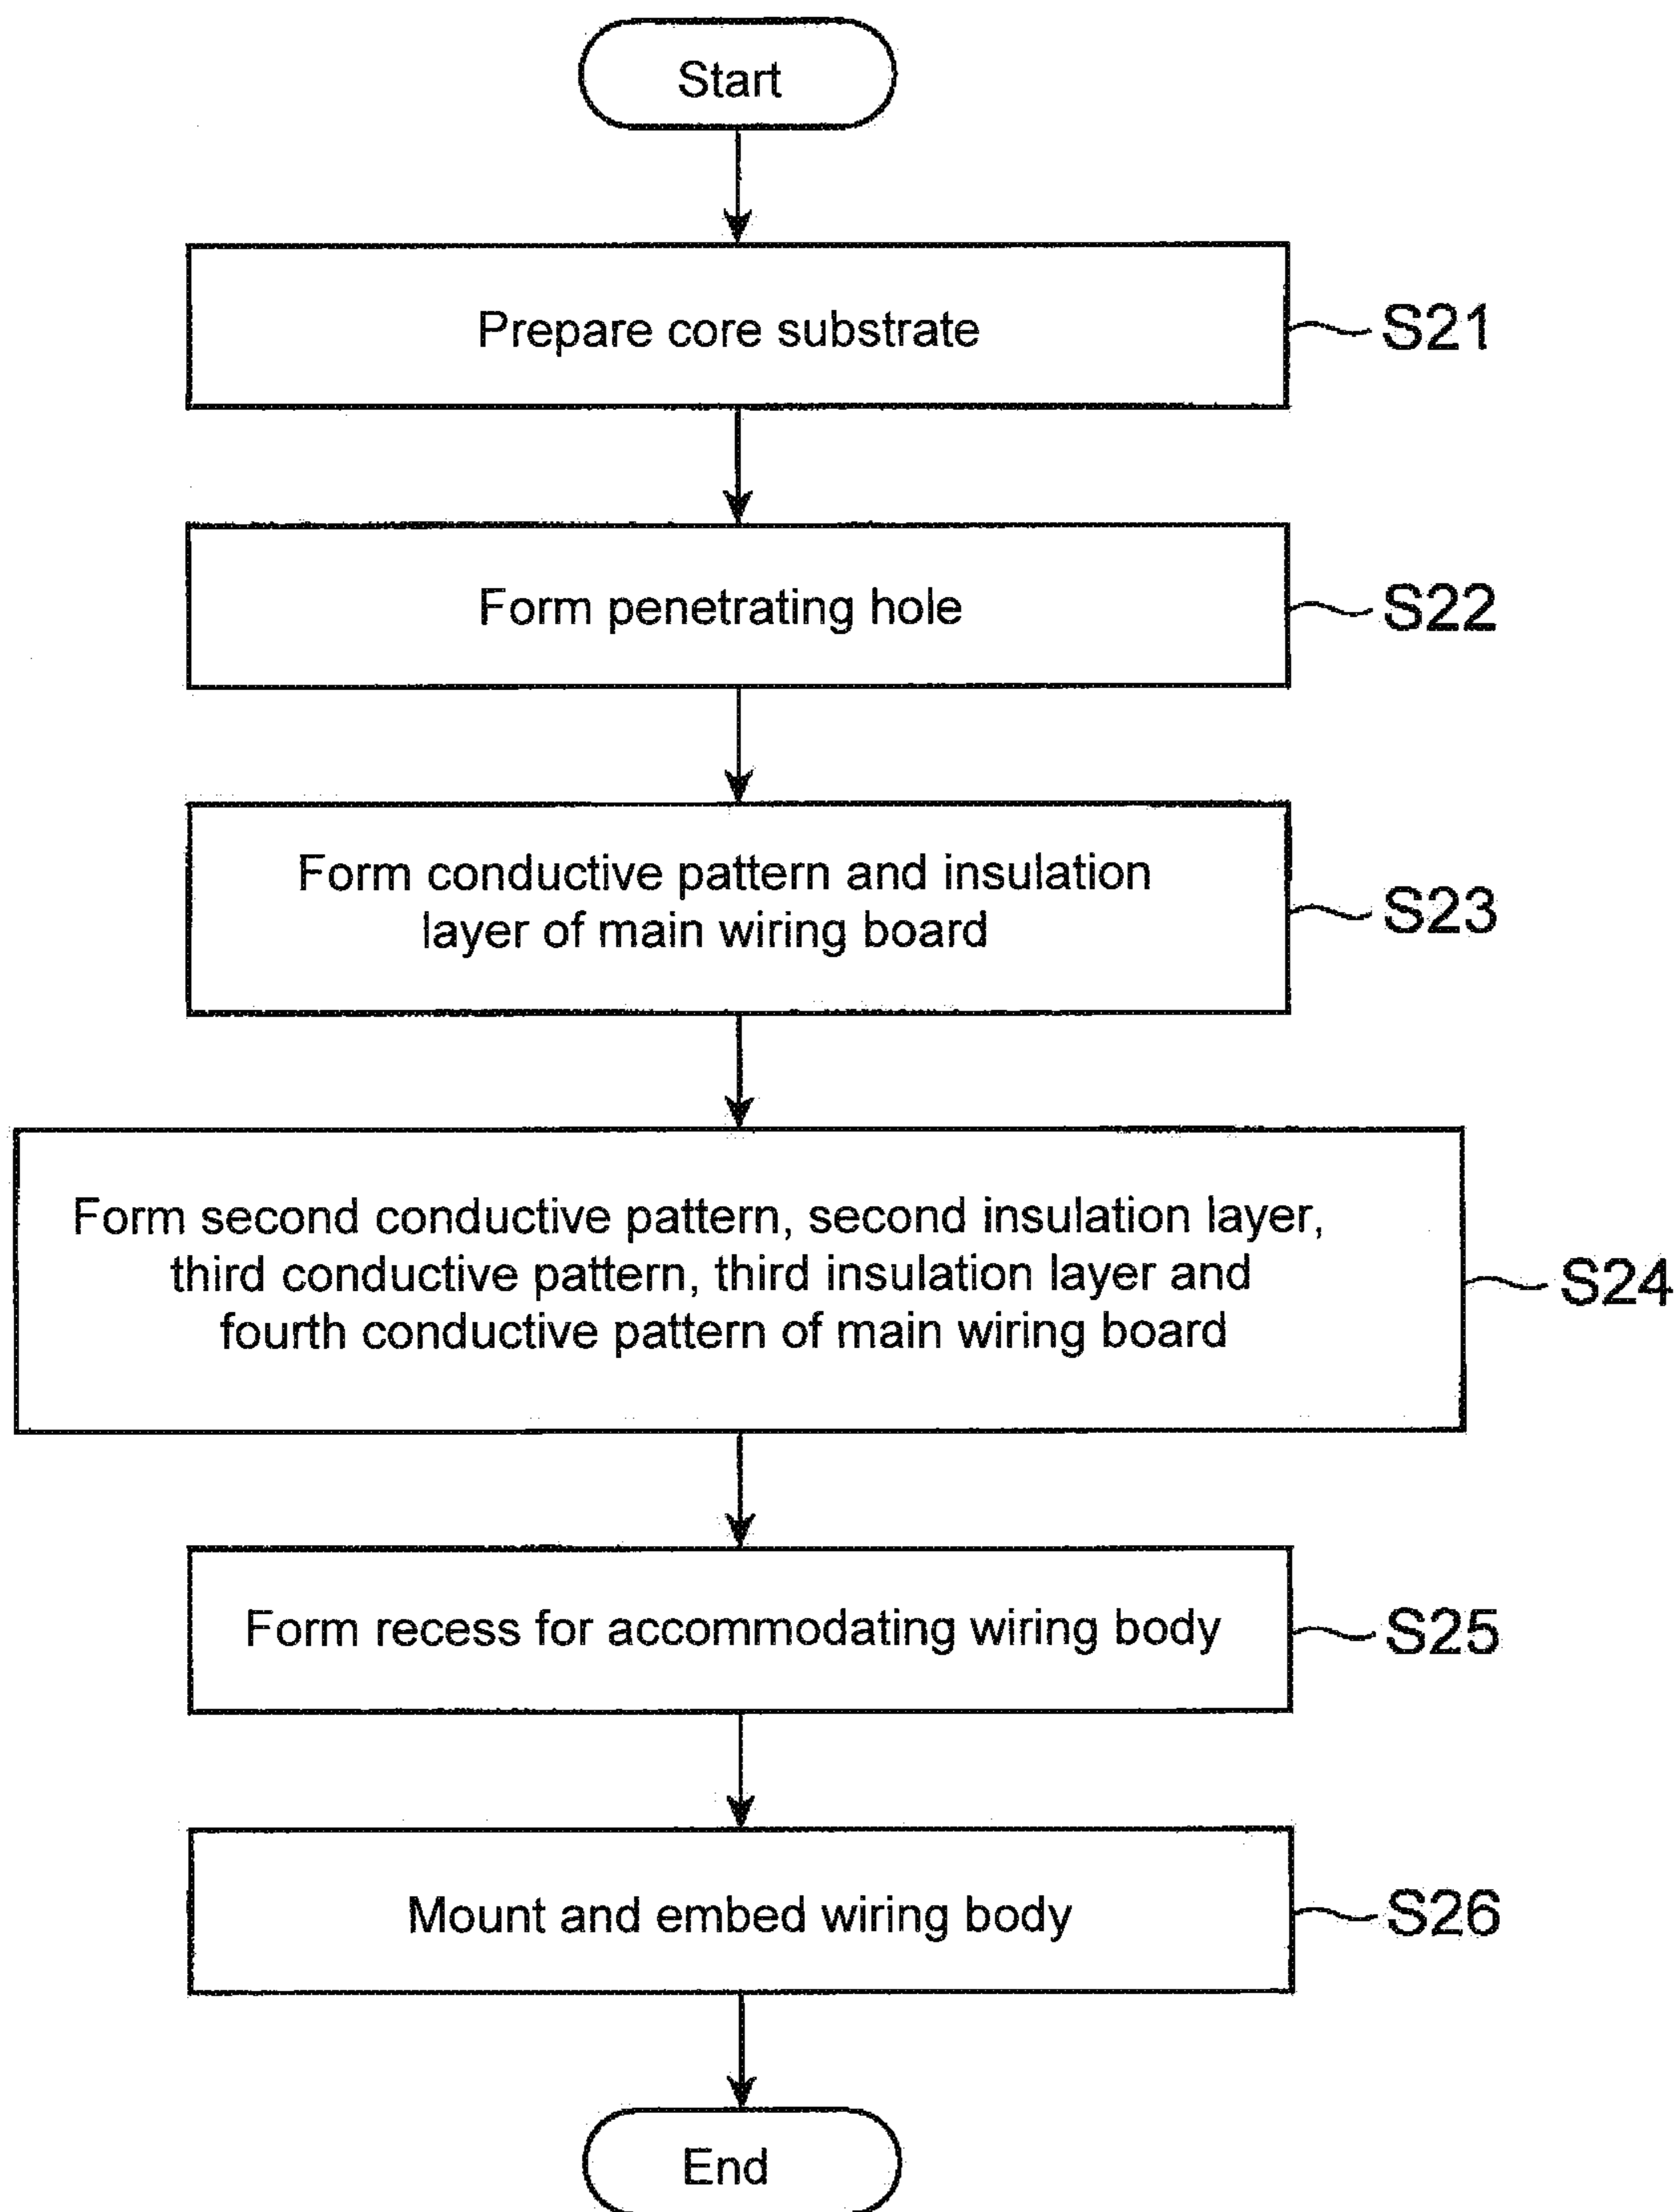 Start
Prepare core substrate
S21
Form penetrating hole
S22
Form conductive pattern and insulation
layer of main wiring board
S23
Form second conductive pattern, second insulation layer,
third conductive pattern, third insulation layer and
fourth conductive pattern of main wiring board
S24
Form recess for accommodating wiring body
S25
Mount and embed wiring body
S26
End